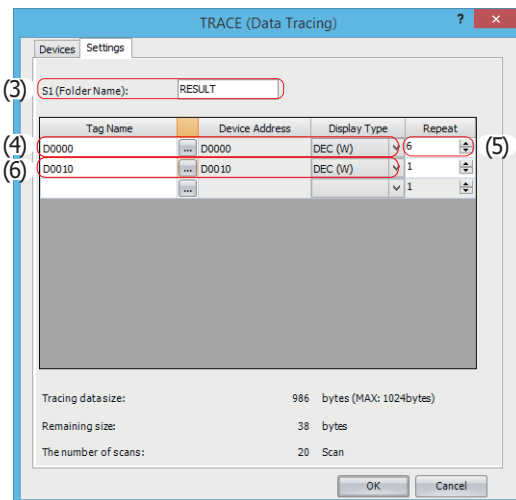 TRACE (Data Tracing) ? ×
Devices Settings
(3) S1 (Folder Name): RESULT
Tag Name Device Address Display Type Repeat
(4) D0000 ... D0000 DEC (W) 6 (5)
(6) D0010 ... D0010 DEC (W) 1
... 1
Tracing data size: 986 bytes (MAX: 1024bytes)
Remaining size: 38 bytes
The number of scans: 20 Scan
OK Cancel